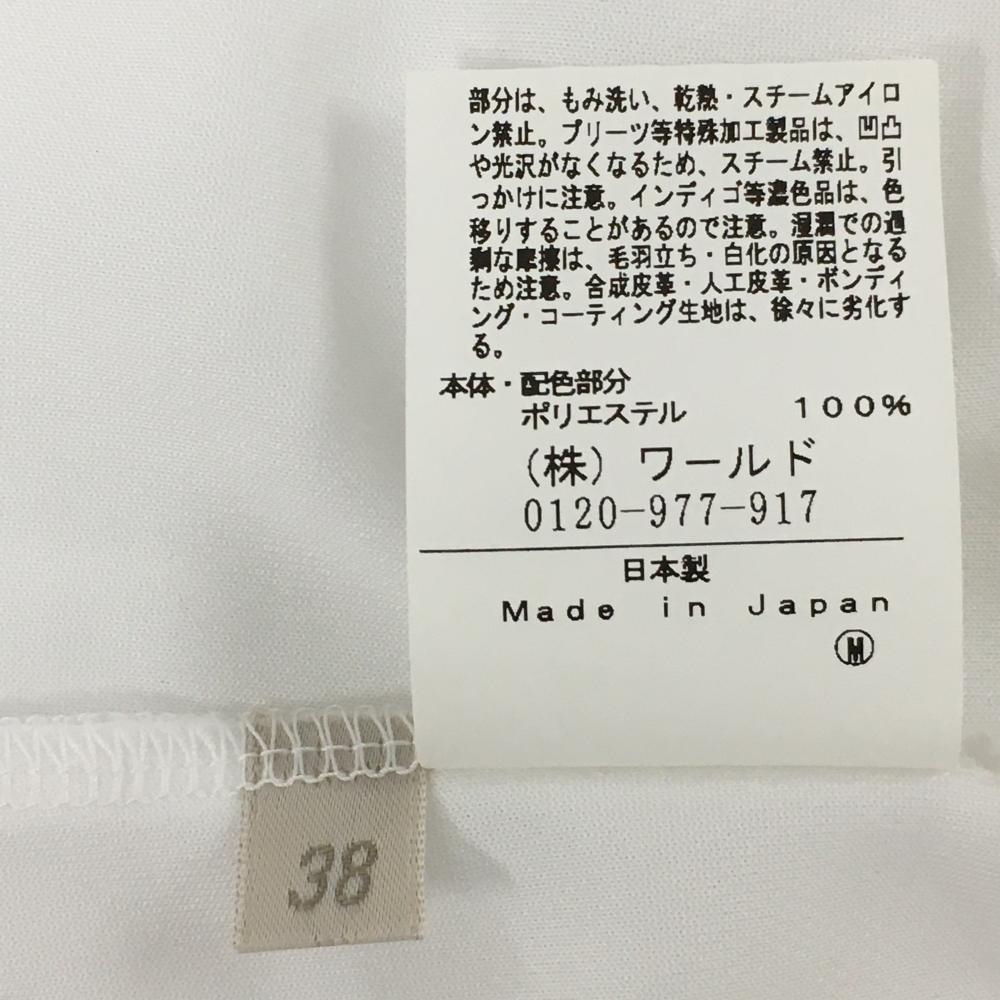 部分は、もみ洗い、乾熱・スチームアイロ
ン禁止。プリーツ等特殊加工製品は、凹凸
や光沢がなくなるため、スチーム禁止。引
っかけに注意。インディゴ等濃色品は、色
移りすることがあるので注意。湿潤での過
剰な摩擦は、毛羽立ち・白化の原因となる
ため注意。合成皮革・人工皮革・ボンディ
ング・コーティング生地は、徐々に劣化す
る。
本体・配色部分
ポリエステル 100%
(株) ワールド
0120-977-917
日本製
Made in Japan
M
38